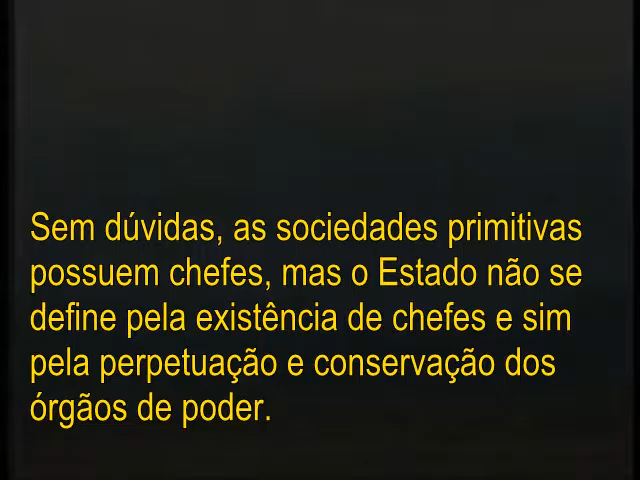 Sem dúvidas, as sociedades primitivas
possuem chefes, mas o Estado não se
define pela existência de chefes e sim
pela perpetuação e conservação dos
órgãos de poder.